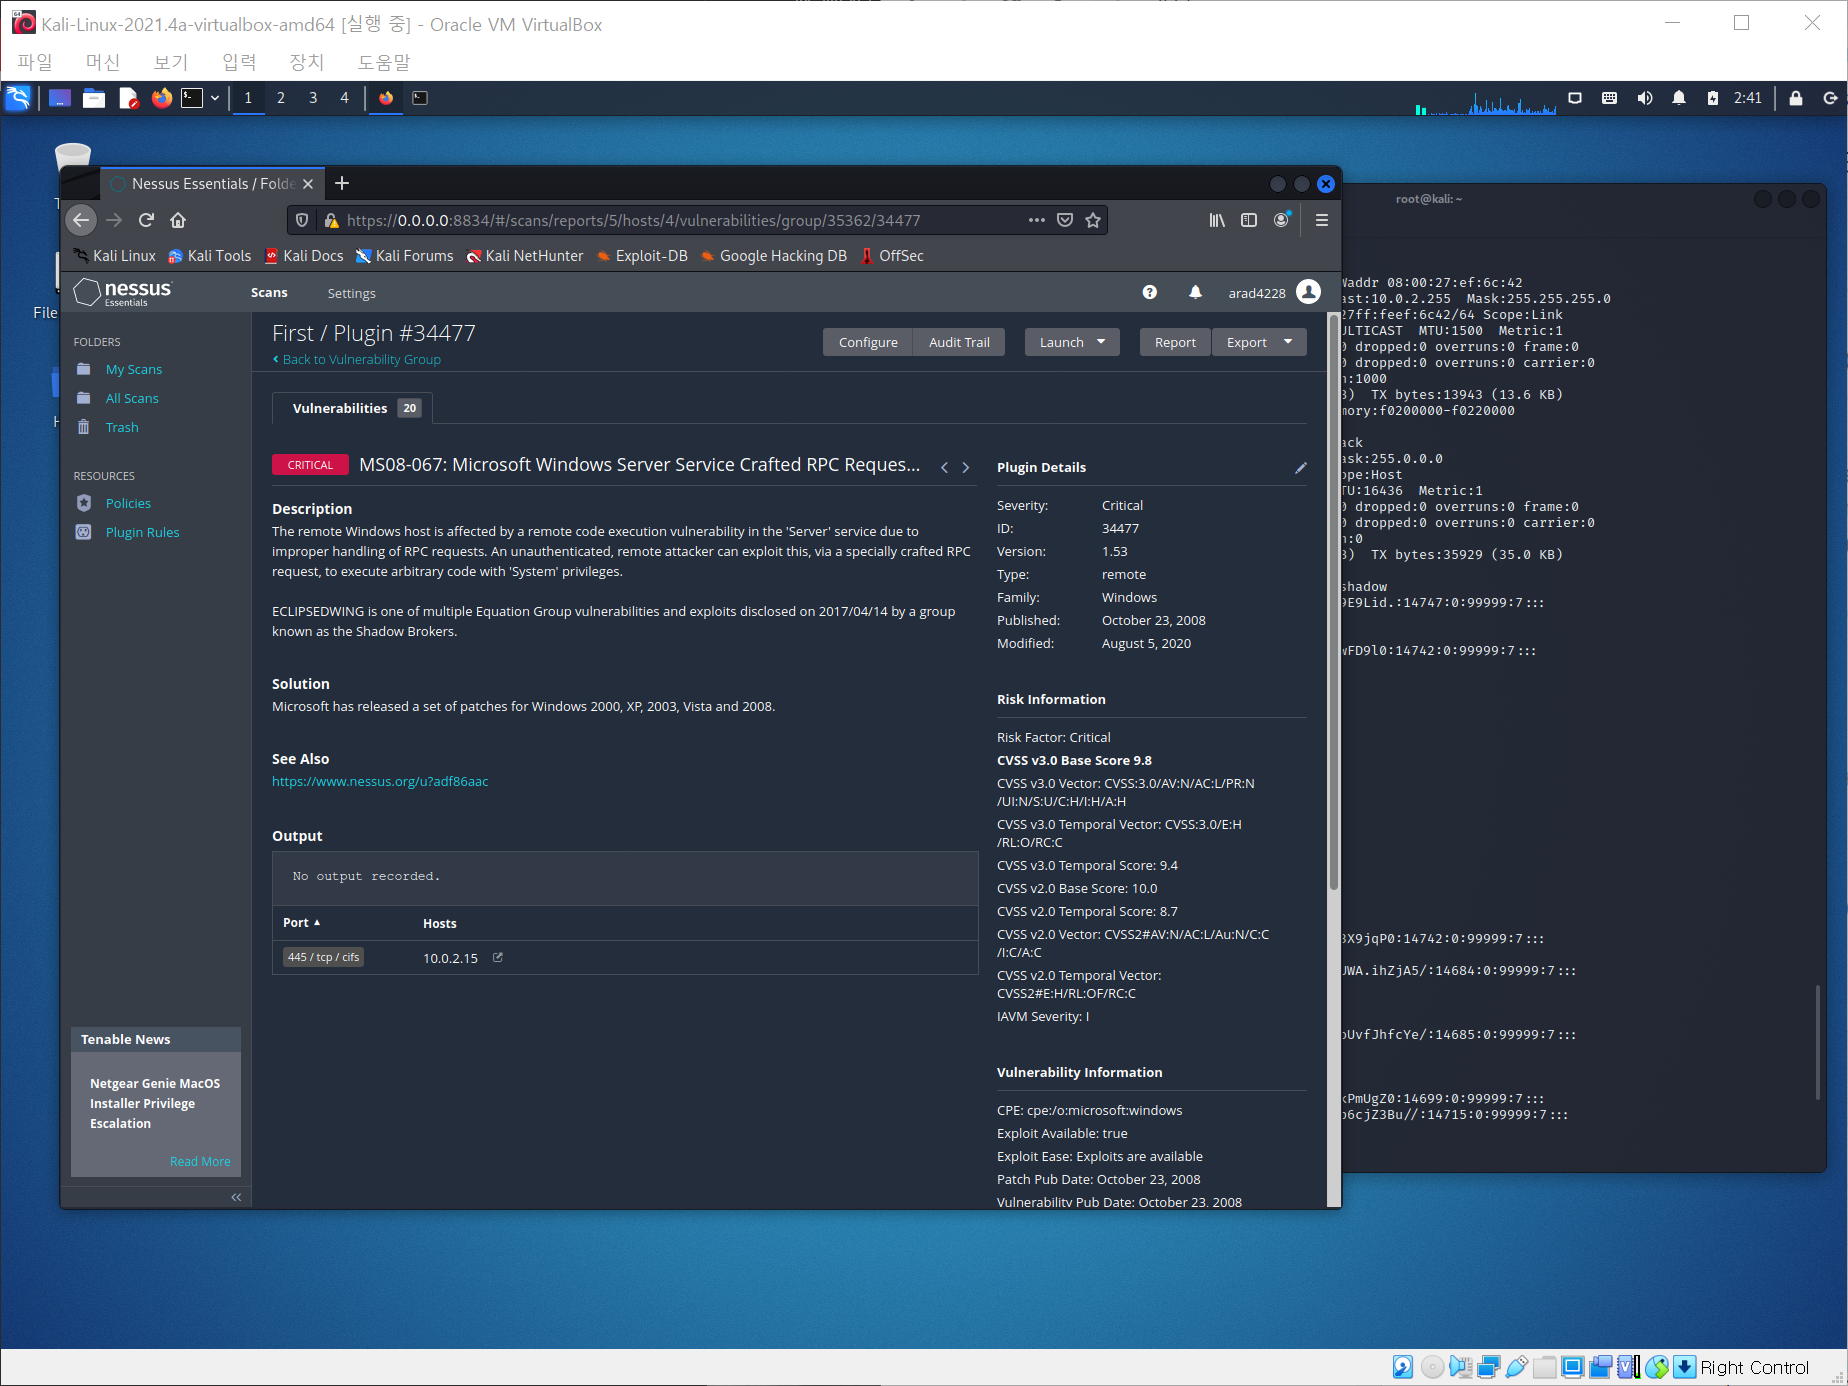 Kali-Linux-2021.4a-virtualbox-amd64 [실행 중] - Oracle VM VirtualBox
파일 머신 보기 입력 장치 도움말
1 2 3 4 2:41
File
Nessus Essentials / Folde
root@kali: ~
https://0.0.0.0:8834/#/scans/reports/5/hosts/4/vulnerabilities/group/35362/34477
Kali Linux Kali Tools Kali Docs Kali Forums Kali NetHunter Exploit-DB Google Hacking DB OffSec
nessus Essentials
Scans Settings arad4228
FOLDERS
My Scans
All Scans
Trash
RESOURCES
Policies
Plugin Rules
Tenable News
Netgear Genie MacOS
Installer Privilege
Escalation
Read More
First / Plugin #34477
Back to Vulnerability Group
Configure Audit Trail Launch Report Export
Vulnerabilities 20
CRITICAL MS08-067: Microsoft Windows Server Service Crafted RPC Reques...
Description
The remote Windows host is affected by a remote code execution vulnerability in the 'Server' service due to
improper handling of RPC requests. An unauthenticated, remote attacker can exploit this, via a specially crafted RPC
request, to execute arbitrary code with 'System' privileges.
ECLIPSEDWING is one of multiple Equation Group vulnerabilities and exploits disclosed on 2017/04/14 by a group
known as the Shadow Brokers.
Solution
Microsoft has released a set of patches for Windows 2000, XP, 2003, Vista and 2008.
See Also
https://www.nessus.org/u?adf86aac
Output
No output recorded.
Port Hosts
445 / tcp / cifs 10.0.2.15
Plugin Details
Severity: Critical
ID: 34477
Version: 1.53
Type: remote
Family: Windows
Published: October 23, 2008
Modified: August 5, 2020
Risk Information
Risk Factor: Critical
CVSS v3.0 Base Score 9.8
CVSS v3.0 Vector: CVSS:3.0/AV:N/AC:L/PR:N
/UI:N/S:U/C:H/I:H/A:H
CVSS v3.0 Temporal Vector: CVSS:3.0/E:H
/RL:O/RC:C
CVSS v3.0 Temporal Score: 9.4
CVSS v2.0 Base Score: 10.0
CVSS v2.0 Temporal Score: 8.7
CVSS v2.0 Vector: CVSS2#AV:N/AC:L/Au:N/C:C
/I:C/A:C
CVSS v2.0 Temporal Vector:
CVSS2#E:H/RL:OF/RC:C
IAVM Severity: I
Vulnerability Information
CPE: cpe:/o:microsoft:windows
Exploit Available: true
Exploit Ease: Exploits are available
Patch Pub Date: October 23, 2008
Vulnerability Pub Date: October 23, 2008
Waddr 08:00:27:ef:6c:42
ast:10.0.2.255 Mask:255.255.255.0
27ff:feef:6c42/64 Scope:Link
ULTICAST MTU:1500 Metric:1
0 dropped:0 overruns:0 frame:0
0 dropped:0 overruns:0 carrier:0
n:1000
) TX bytes:13943 (13.6 KB)
mory:f0200000-f0220000
ack
ask:255.0.0.0
ope:Host
TU:16436 Metric:1
0 dropped:0 overruns:0 frame:0
0 dropped:0 overruns:0 carrier:0
n:0
) TX bytes:35929 (35.0 KB)
shadow
9E9Lid.:14747:0:99999:7:::
wFD9l0:14742:0:99999:7:::
3X9jqP0:14742:0:99999:7:::
UWA.ihZjA5/:14684:0:99999:7:::
oUvfJhfcYe/:14685:0:99999:7:::
kPmUgZ0:14699:0:99999:7:::
o6cjZ3Bu//:14715:0:99999:7:::
Right Control